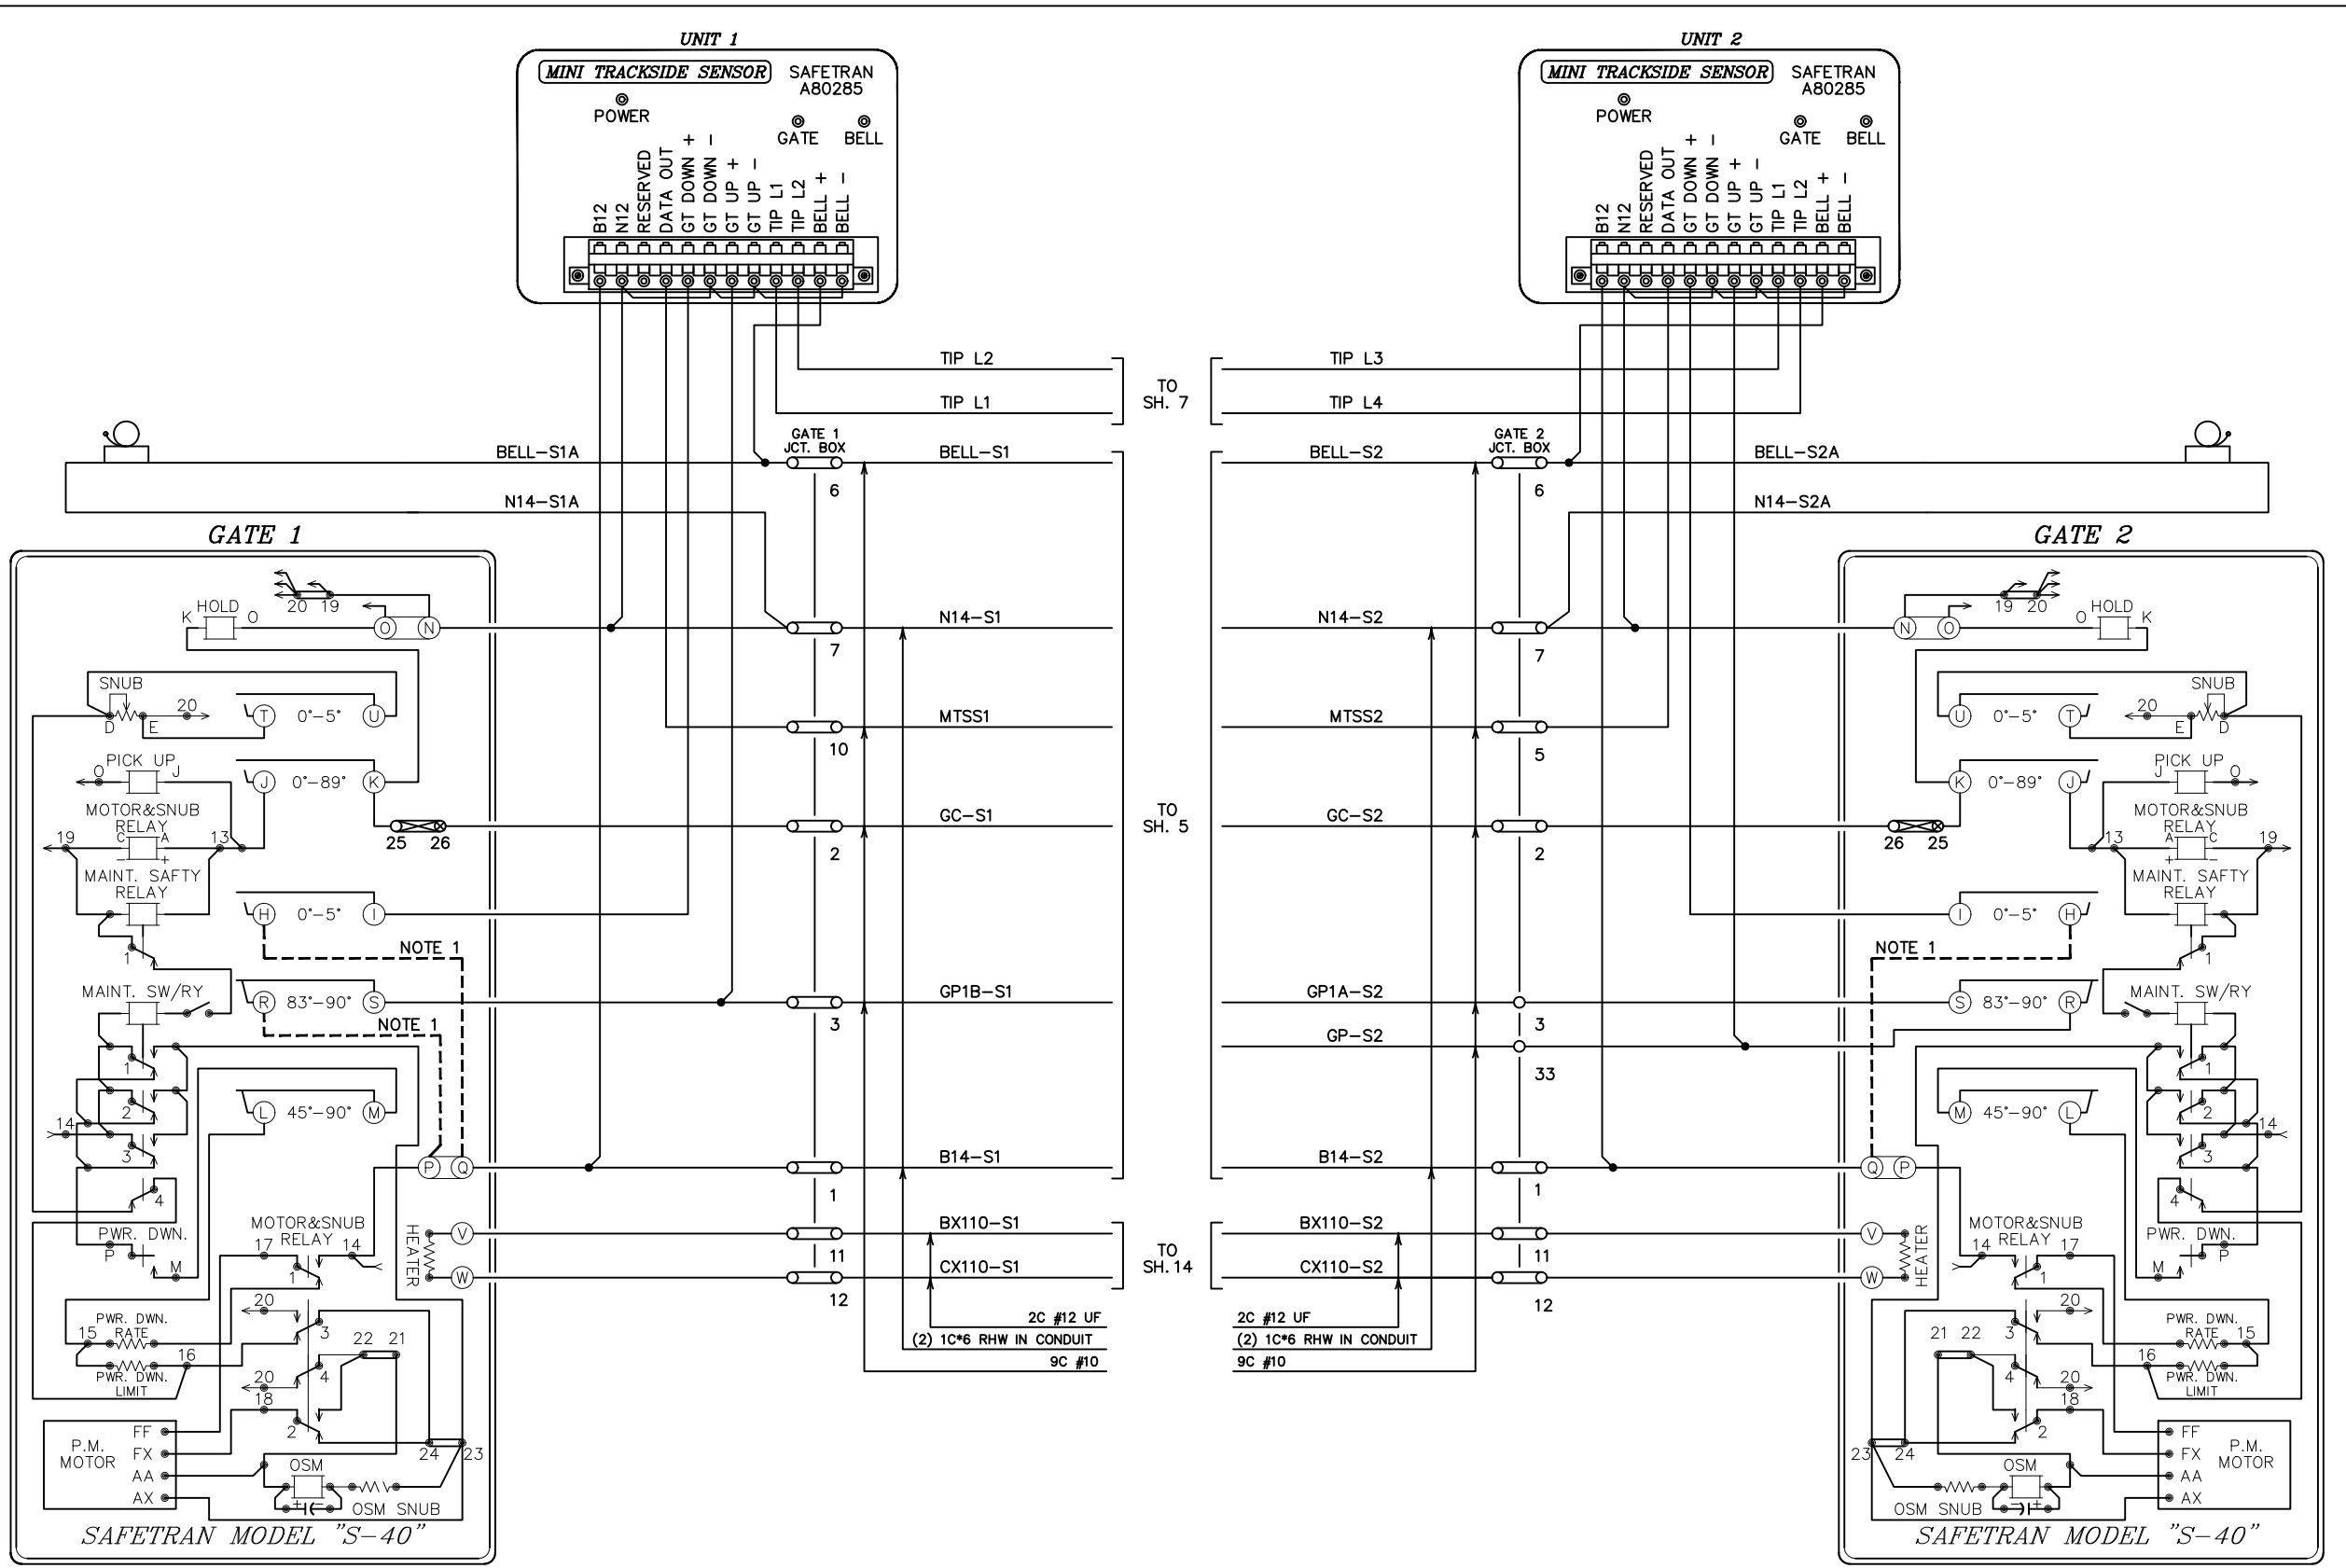 UNIT 1
MINI TRACKSIDE SENSOR
SAFETRAN
A80285
POWER
GATE
BELL
B12
N12
RESERVED
DATA OUT
GT DOWN +
GT DOWN -
GT UP +
GT UP -
TIP L1
TIP L2
BELL +
BELL -
UNIT 2
MINI TRACKSIDE SENSOR
SAFETRAN
A80285
POWER
GATE
BELL
B12
N12
RESERVED
DATA OUT
GT DOWN +
GT DOWN -
GT UP +
GT UP -
TIP L1
TIP L2
BELL +
BELL -
TIP L2
TIP L1
TO
SH. 7
TIP L3
TIP L4
GATE 1
JCT. BOX
BELL-S1A
BELL-S1
6
N14-S1A
N14-S1
7
MTSS1
10
GC-S1
2
GP1B-S1
3
B14-S1
1
BX110-S1
11
CX110-S1
12
2C #12 UF
(2) 1C*6 RHW IN CONDUIT
9C #10
TO
SH. 5
TO
SH.14
GATE 2
JCT. BOX
BELL-S2
BELL-S2A
6
N14-S2A
N14-S2
7
MTSS2
5
GC-S2
2
GP1A-S2
3
GP-S2
33
B14-S2
1
BX110-S2
11
CX110-S2
12
2C #12 UF
(2) 1C*6 RHW IN CONDUIT
9C #10
GATE 1
20 19
K HOLD O
O N
SNUB
D E 20
T 0°-5° U
PICK UP
O J
J 0°-89° K
MOTOR&SNUB
RELAY
19 C A 13
- +
25 26
MAINT. SAFTY
RELAY
H 0°-5° I
1
NOTE 1
MAINT. SW/RY
R 83°-90° S
NOTE 1
1
2
L 45°-90° M
14
3
P Q
4
PWR. DWN.
P
M
MOTOR&SNUB
RELAY
17 14
1
HEATER
V
W
20
PWR. DWN.
RATE
15
3
22 21
16
PWR. DWN.
LIMIT
4
20
18
2
P.M.
MOTOR
FF
FX
AA
AX
24 23
OSM
+ -
OSM SNUB
SAFETRAN MODEL "S-40"
GATE 2
19 20
O HOLD K
N O
SNUB
20
E D
U 0°-5° T
PICK UP
J O
K 0°-89° J
MOTOR&SNUB
RELAY
13 A C 19
+ -
26 25
MAINT. SAFTY
RELAY
I 0°-5° H
1
NOTE 1
S 83°-90° R
MAINT. SW/RY
1
2
M 45°-90° L
14
3
Q P
4
PWR. DWN.
P
M
MOTOR&SNUB
RELAY
14 17
1
V
W
HEATER
20
PWR. DWN.
RATE
15
21 22
3
16
PWR. DWN.
LIMIT
4
20
18
2
FF
FX
AA
AX
P.M.
MOTOR
23 24
OSM
- +
OSM SNUB
SAFETRAN MODEL "S-40"